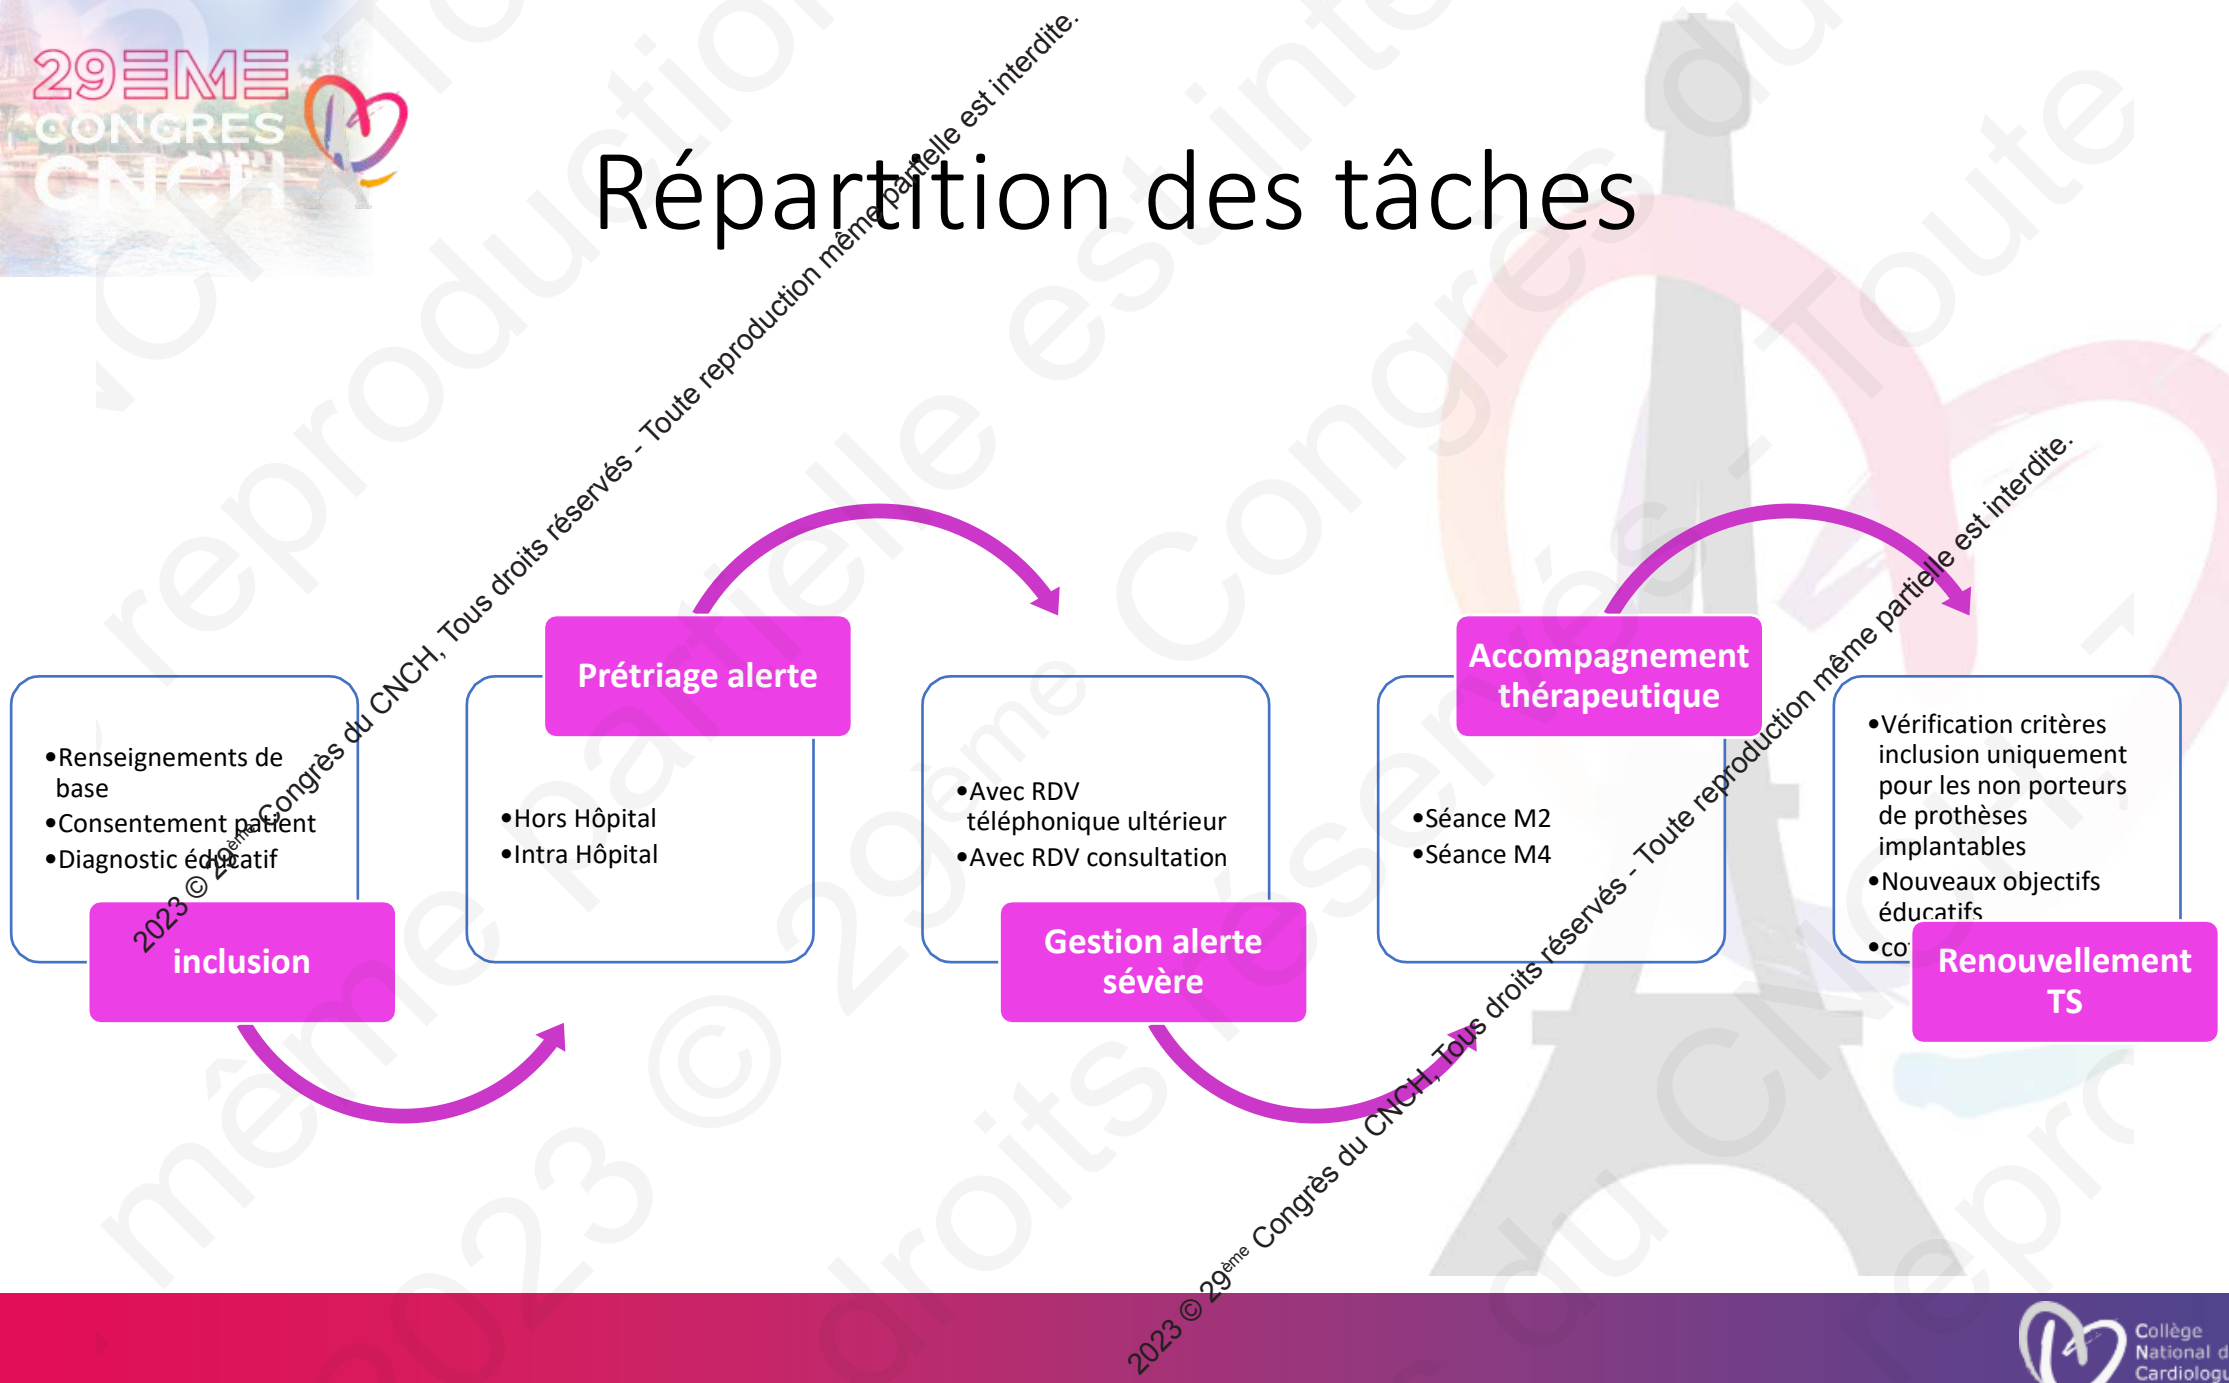 29EME
CONGRES
CNCH
Répartition des tâches
•Renseignements de
base
•Consentement patient
•Diagnostic éducatif
inclusion
Prétriage alerte
•Hors Hôpital
•Intra Hôpital
•Avec RDV
téléphonique ultérieur
•Avec RDV consultation
Gestion alerte
sévère
Accompagnement
thérapeutique
•Séance M2
•Séance M4
•Vérification critères
inclusion uniquement
pour les non porteurs
de prothèses
implantables
•Nouveaux objectifs
éducatifs
Renouvellement
TS
2023 © 29ème Congrès du CNCH, Tous droits réservés - Toute reproduction même partielle est interdite.
2023 © 29ème Congrès du CNCH, Tous droits réservés - Toute reproduction même partielle est interdite.
Collège
National